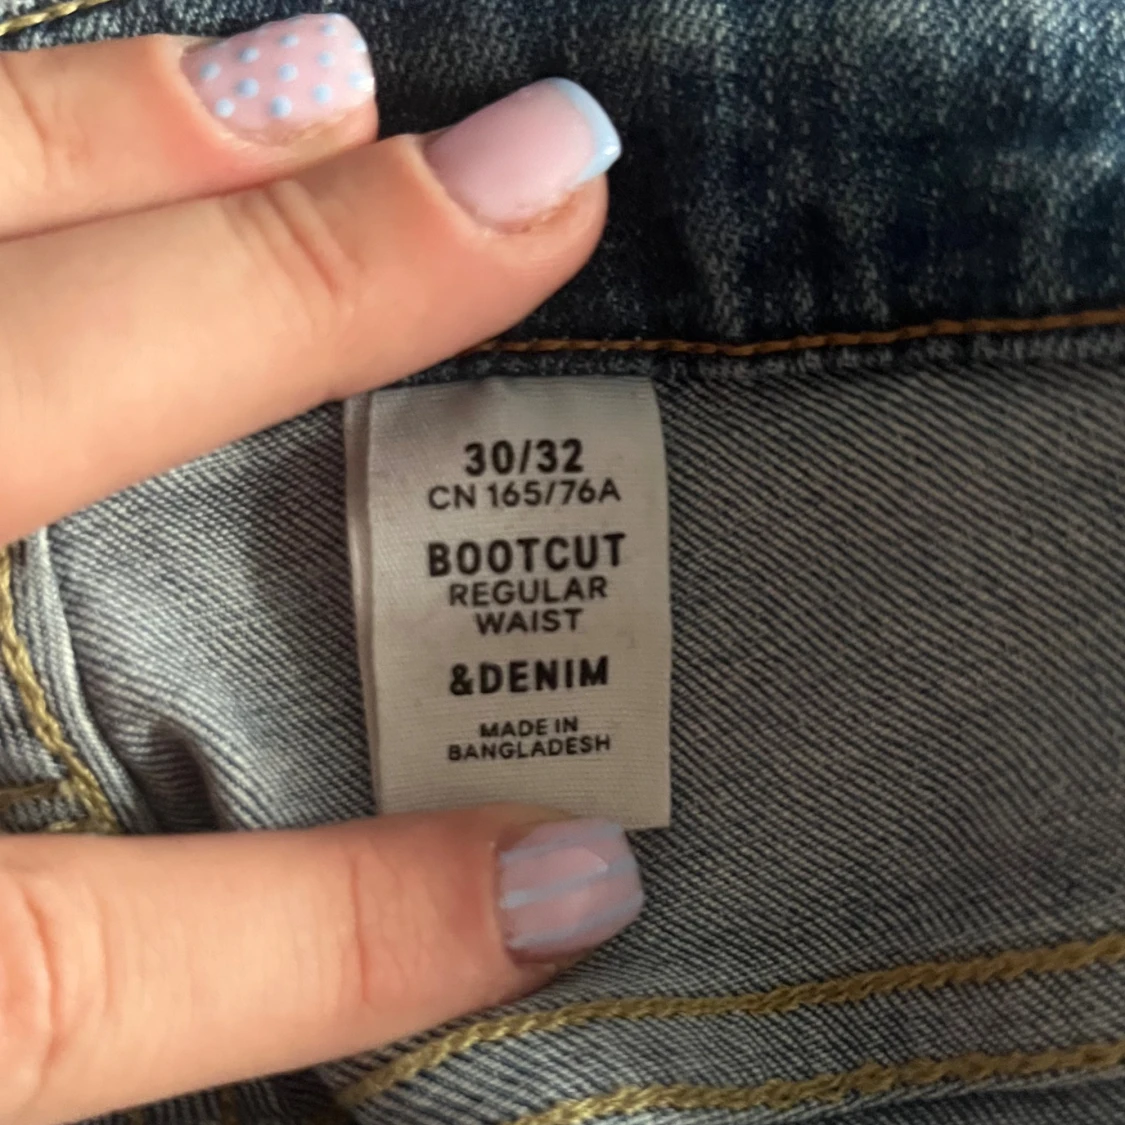 30/32
CN 165/76A
BOOTCUT
REGULAR
WAIST
&DENIM
MADE IN
BANGLADESH